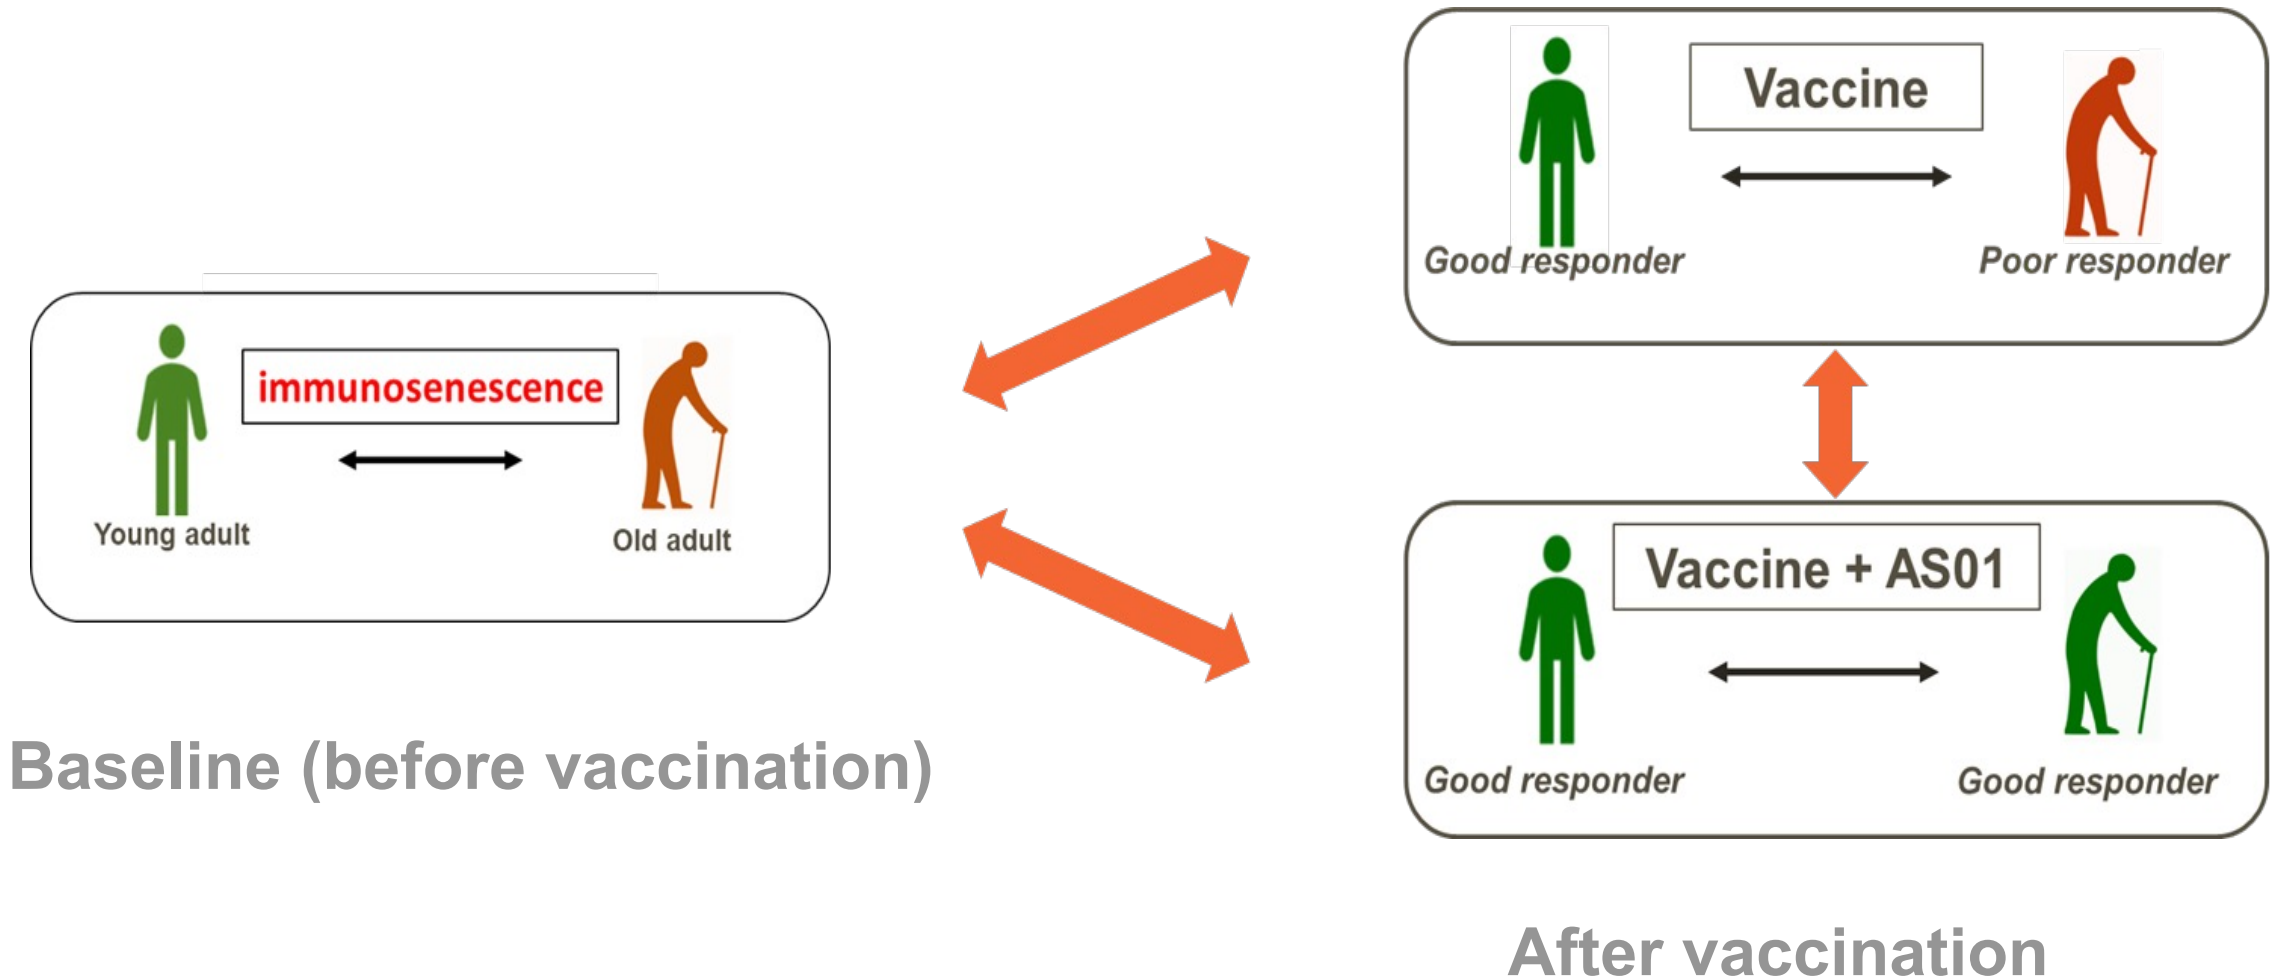 immunosenescence
Young adult
Old adult
Baseline (before vaccination)
Vaccine
Good responder
Poor responder
Vaccine + AS01
Good responder
Good responder
After vaccination